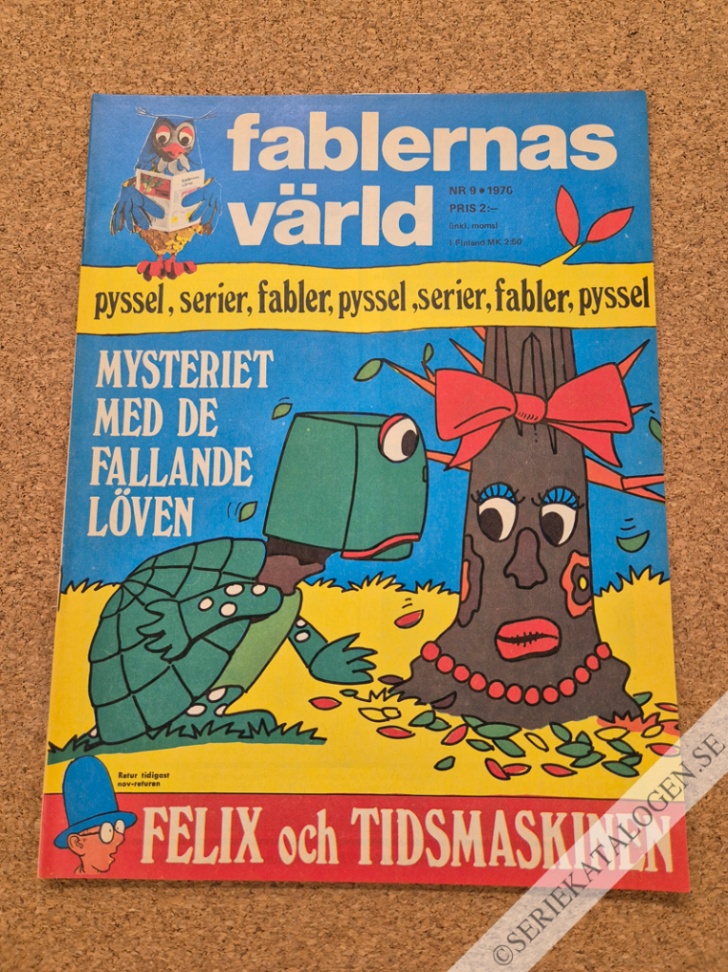 fablernas
värld
NR 9 • 1970
PRIS 2:–
(inkl. moms)
I Finland MK 2:60
pyssel, serier, fabler, pyssel, serier, fabler, pyssel
MYSTERIET
MED DE
FALLANDE
LÖVEN
Retur tidigast
nov-returen
FELIX och TIDSMASKINEN
©SERIEKATALOGEN.SE